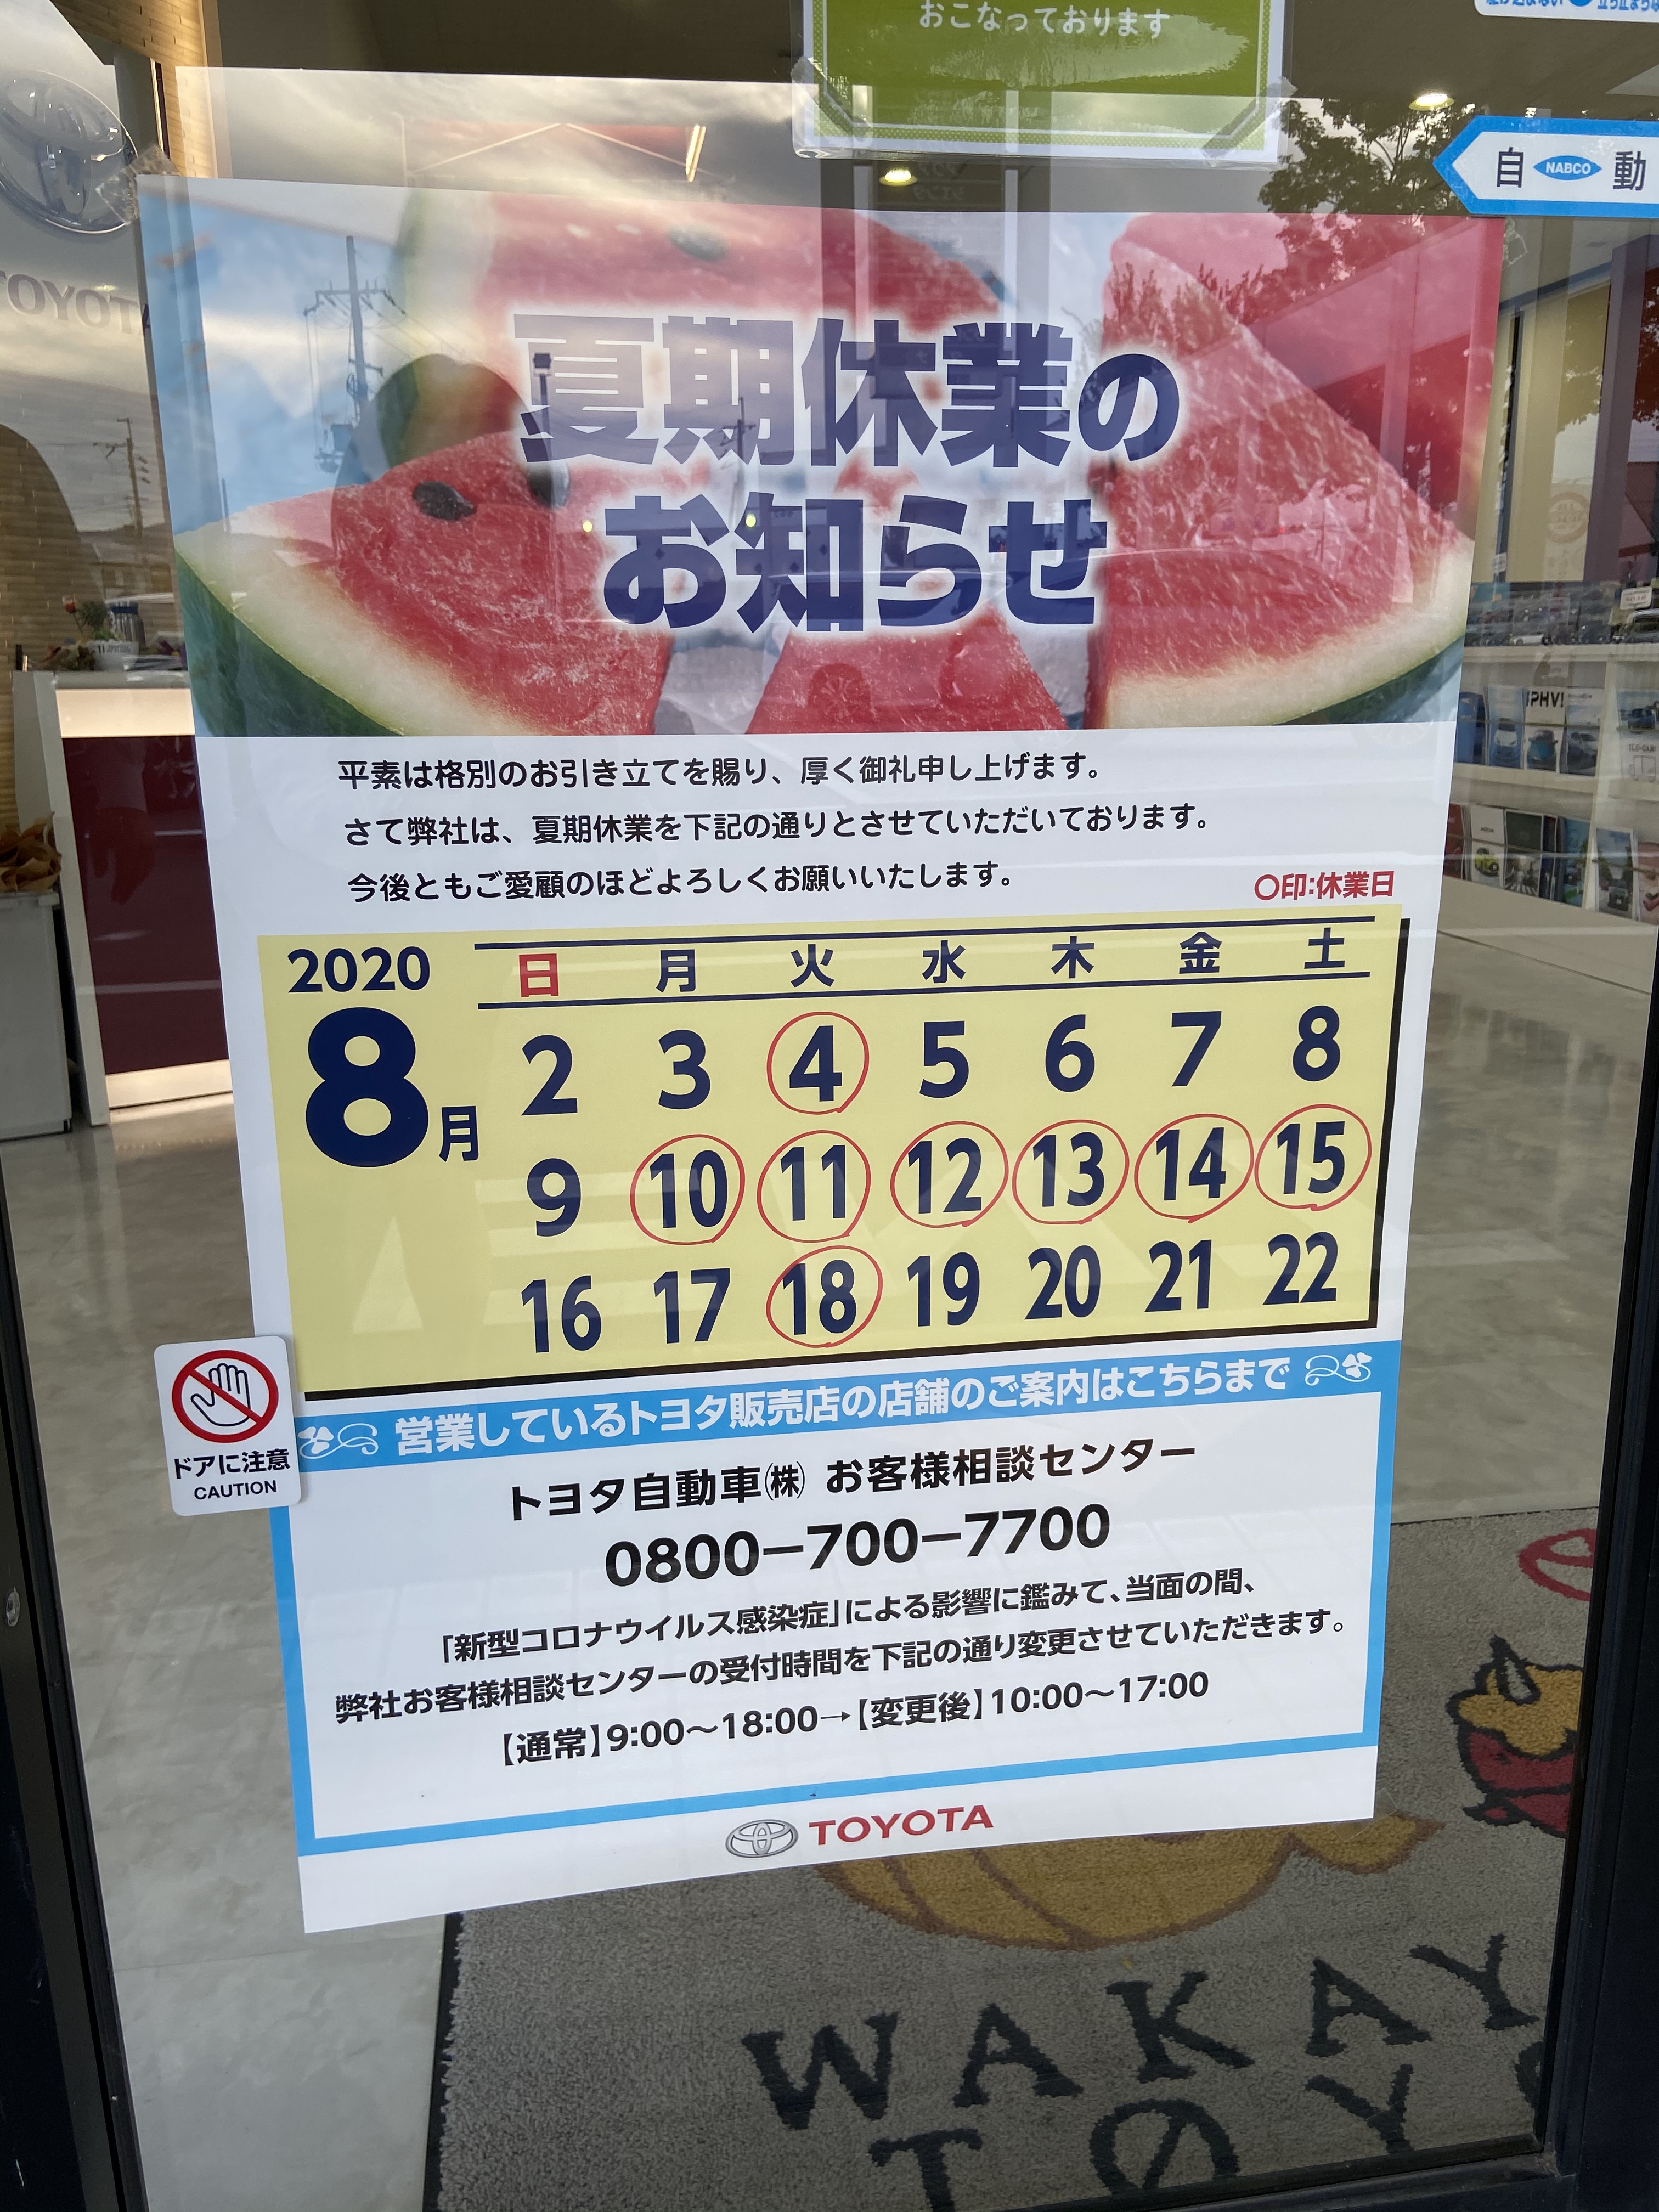 おこなっております
自 NABCO 動
TOYOTA
夏期休業の
お知らせ
PHV!
平素は格別のお引き立てを賜り、厚く御礼申し上げます。
さて弊社は、夏期休業を下記の通りとさせていただいております。
今後ともご愛顧のほどよろしくお願いいたします。
〇印:休業日
2020
8月
日 月 火 水 木 金 土
2 3 4 5 6 7 8
9 10 11 12 13 14 15
16 17 18 19 20 21 22
ドアに注意
CAUTION
営業しているトヨタ販売店の店舗のご案内はこちらまで
トヨタ自動車㈱ お客様相談センター
0800-700-7700
「新型コロナウイルス感染症」による影響に鑑みて、当面の間、
弊社お客様相談センターの受付時間を下記の通り変更させていただきます。
【通常】9:00~18:00→【変更後】10:00~17:00
TOYOTA
WAKAY
TOY